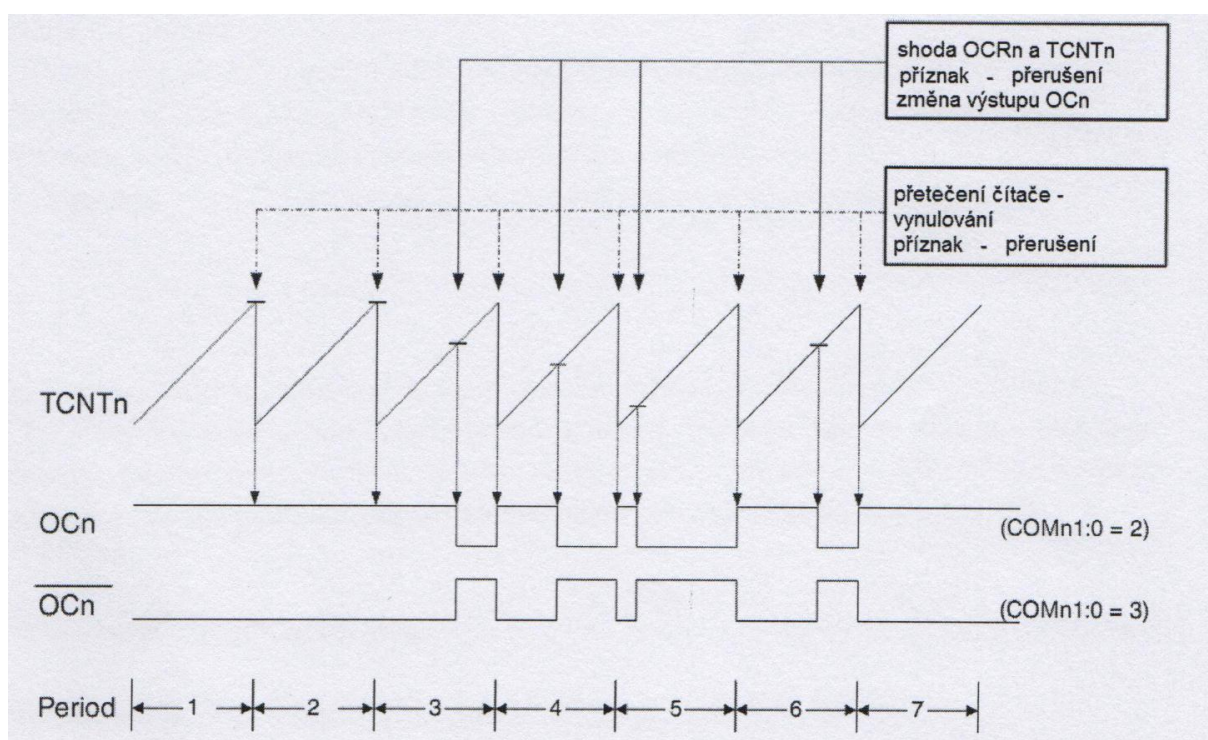 shoda OCRn a TCNTn
příznak - přerušení
změna výstupu OCn
přetečení čítače -
vynulování
příznak - přerušení
TCNTn
OCn
(COMn1:0 = 2)
OCn
(COMn1:0 = 3)
Period 1 2 3 4 5 6 7